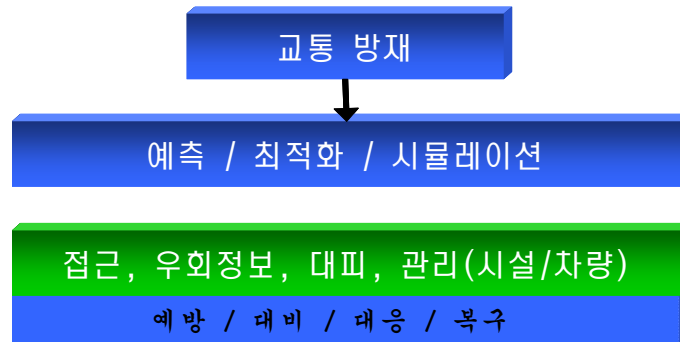 교통 방재
예측 / 최적화 / 시뮬레이션
접근, 우회정보, 대피, 관리(시설/차량)
예방 / 대비 / 대응 / 복구